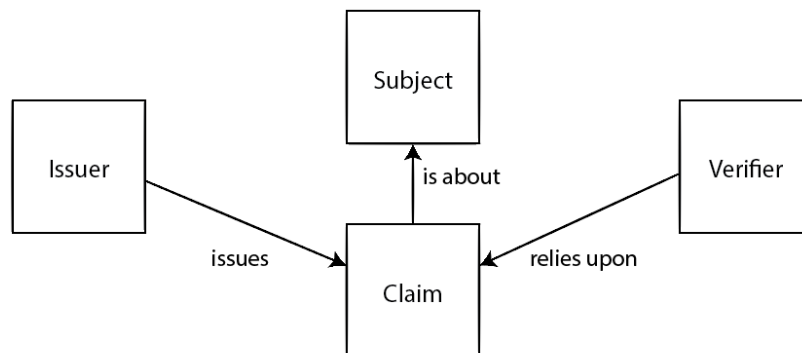 Subject
Issuer
Verifier
is about
issues
relies upon
Claim